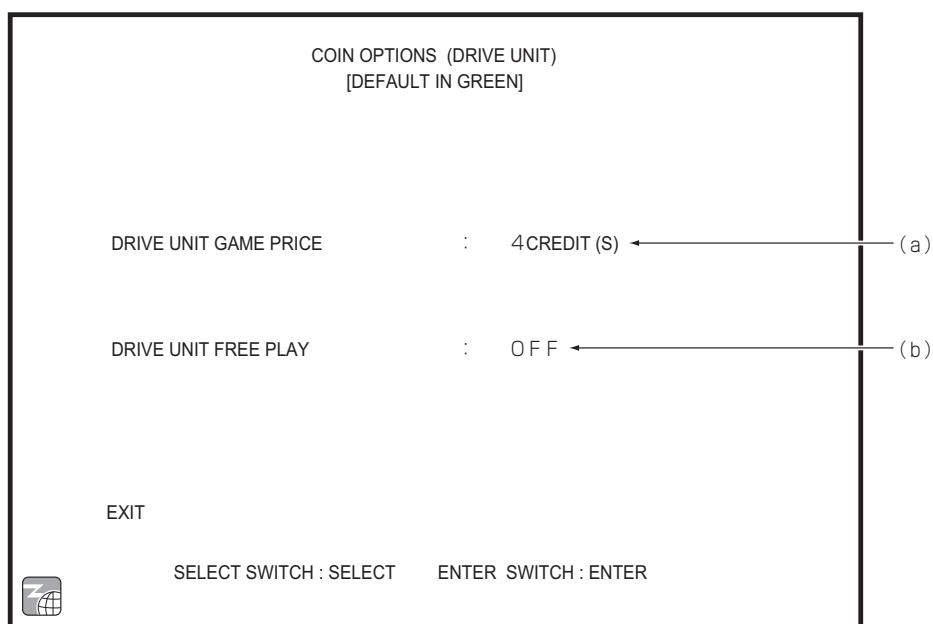 COIN OPTIONS (DRIVE UNIT)
[DEFAULT IN GREEN]
DRIVE UNIT GAME PRICE : 4CREDIT (S) (a)
DRIVE UNIT FREE PLAY : OFF (b)
EXIT
SELECT SWITCH : SELECT ENTER SWITCH : ENTER